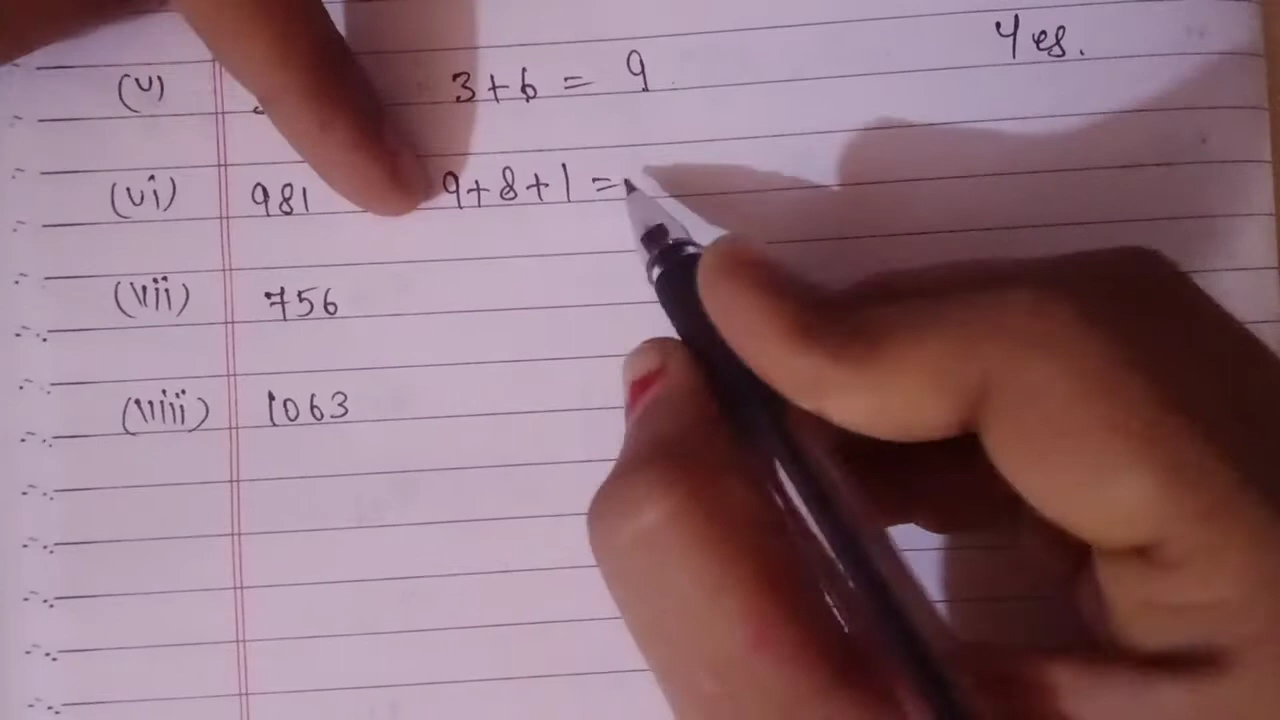 (v) 3+6 = 9 Yes.
(vi) 981 9+8+1 =
(vii) 756
(viii) 1063